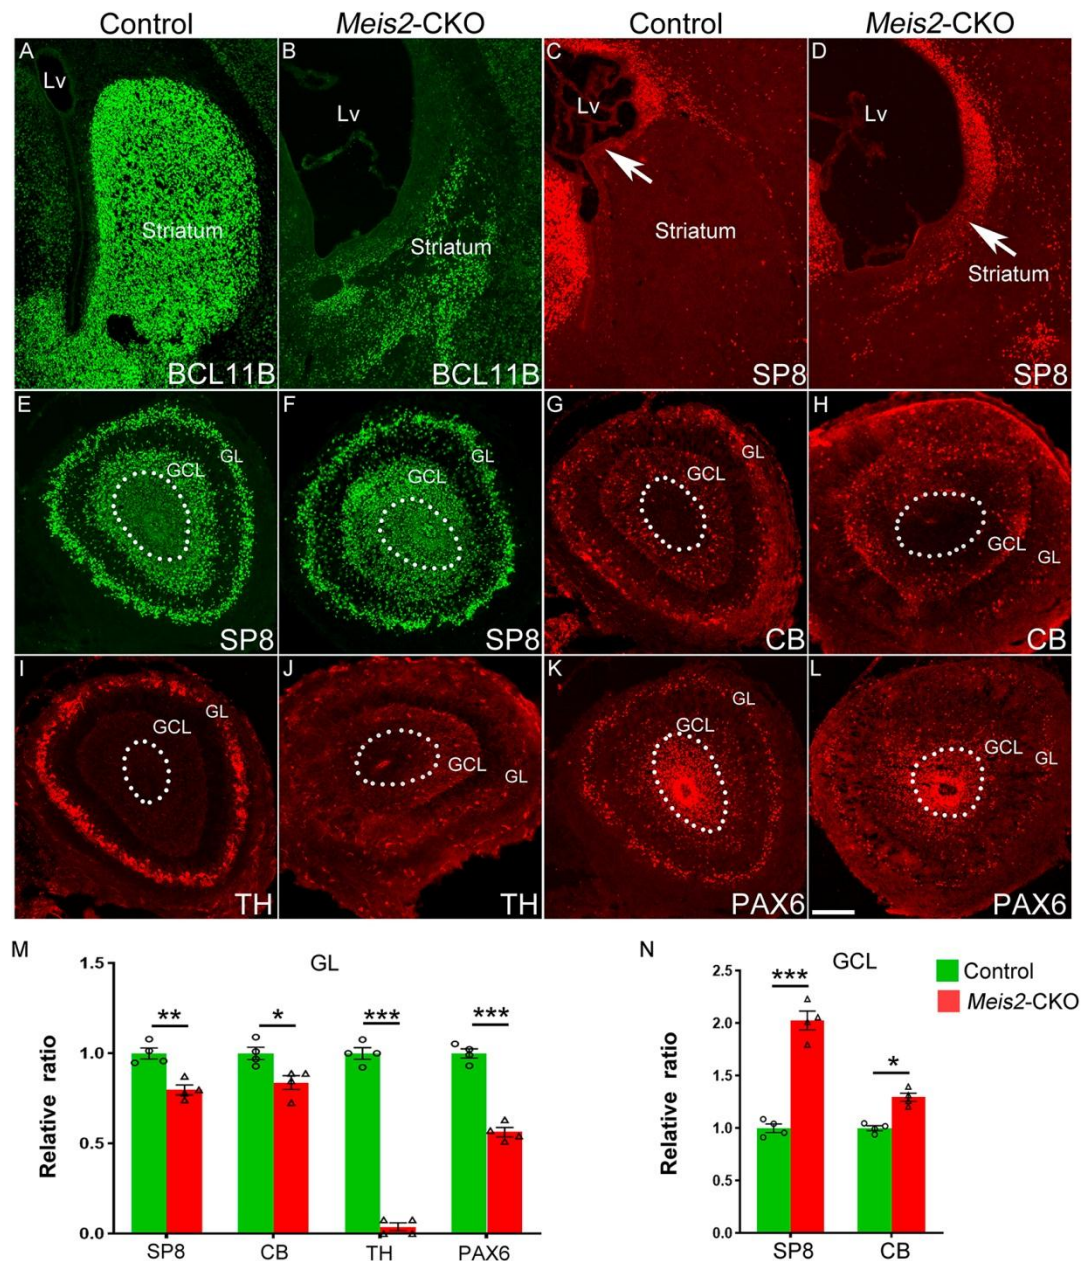 Control Meis2-CKO Control Meis2-CKO
A B C D
Lv Lv Lv Lv
Striatum Striatum Striatum Striatum
BCL11B BCL11B SP8 SP8
E F G H
GCL GL GCL GL GCL GL GCL GL
SP8 SP8 CB CB
I J K L
GCL GL GCL GL GCL GL GCL GL
TH TH PAX6 PAX6
M GL
Relative ratio
1.5
1.0
0.5
0.0
** * *** ***
SP8 CB TH PAX6
N GCL
Control
Meis2-CKO
Relative ratio
2.5
2.0
1.5
1.0
0.5
0.0
*** *
SP8 CB